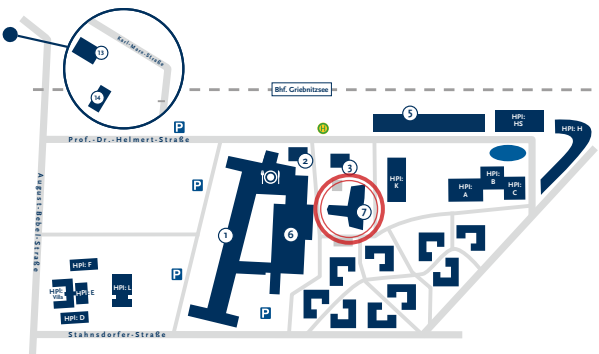 Karl-Marx-Straße
13
14
Bhf. Griebnitzsee
P
H
5
HPI:
HS
HPI: H
Prof.-Dr.-Helmert-Straße
2
3
P
HPI:
K
HPI:
A
HPI:
B
HPI:
C
August-Bebel-Straße
1
6
7
HPI: F
HPI:
Villa
HPI: E
HPI: L
HPI: D
P
P
Stahnsdorfer-Straße